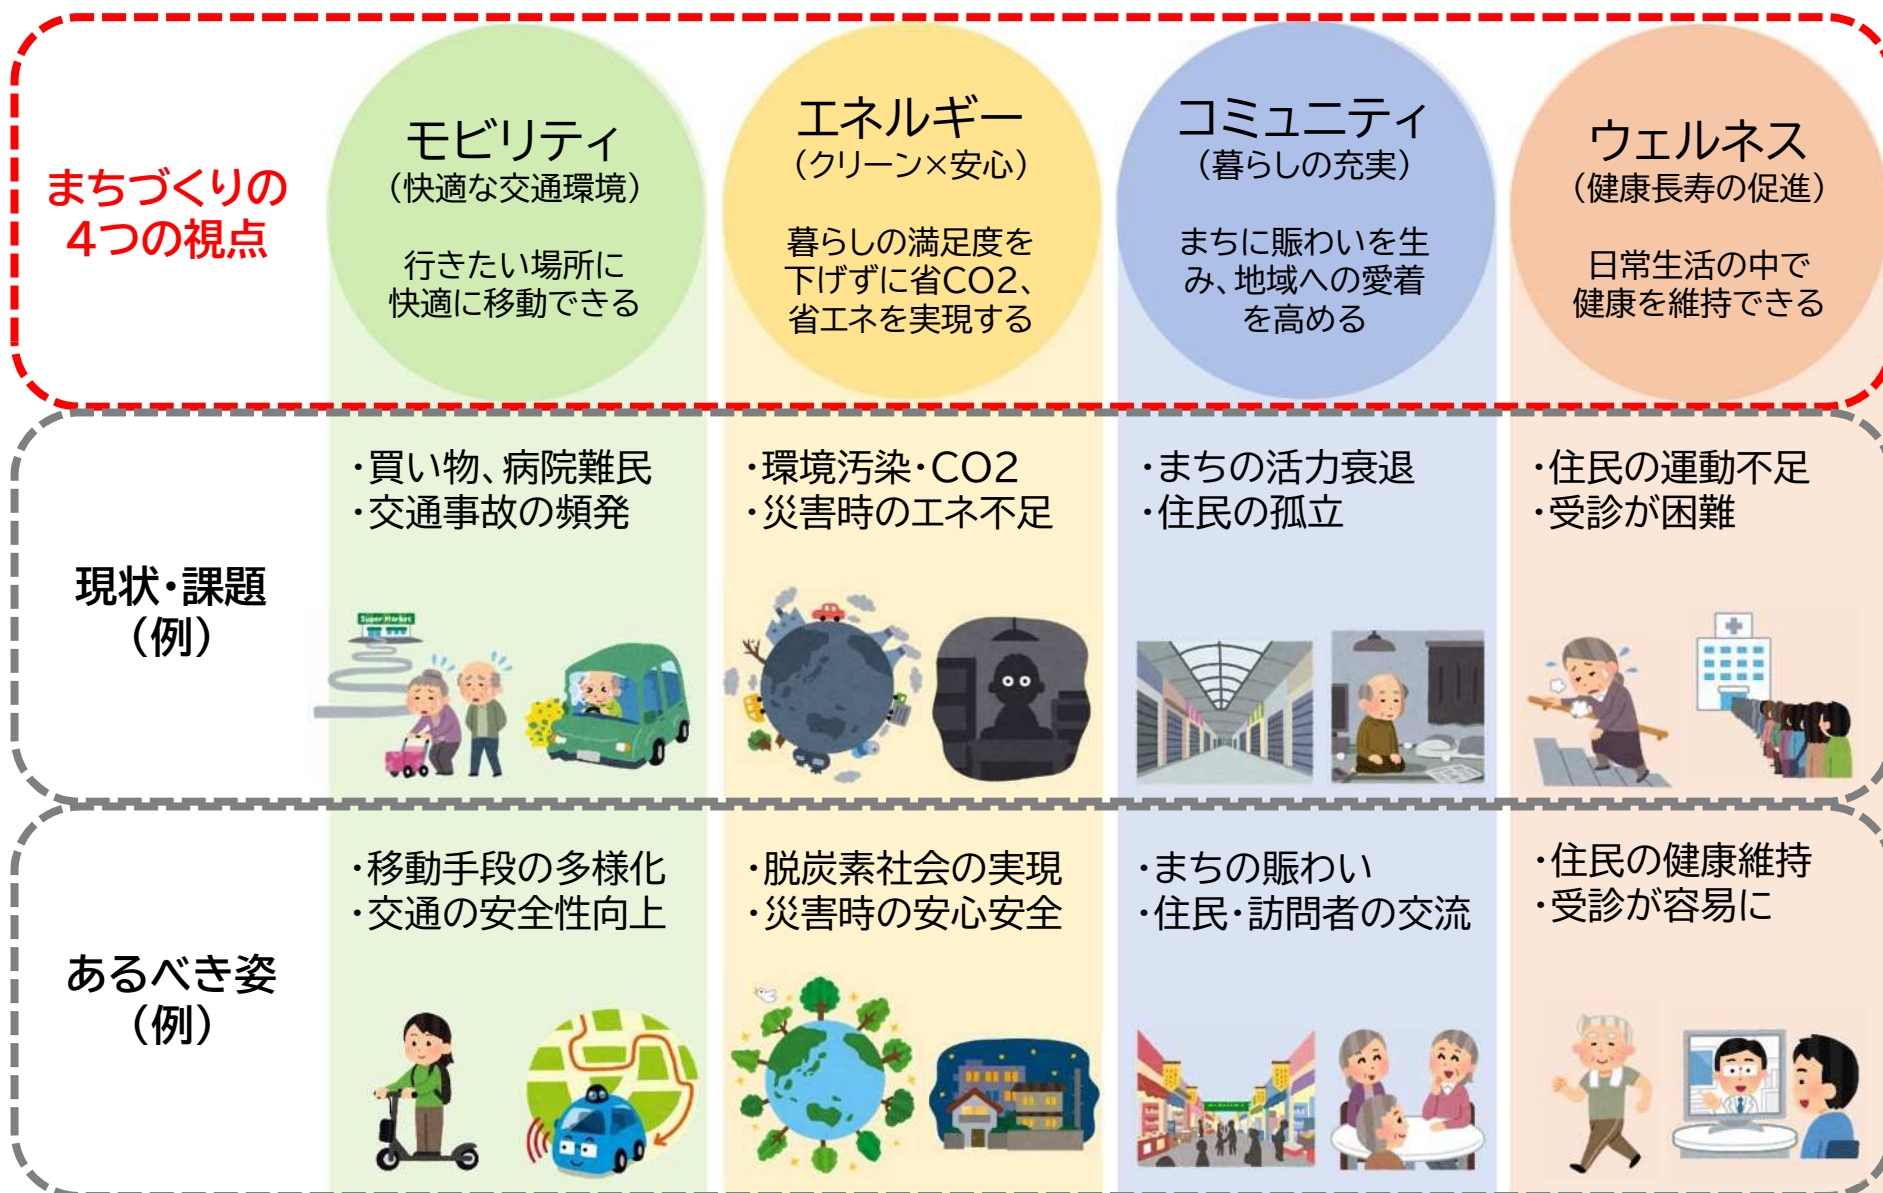 まちづくりの
4つの視点
モビリティ
（快適な交通環境）
行きたい場所に
快適に移動できる
エネルギー
（クリーン×安心）
暮らしの満足度を
下げずに省CO2、
省エネを実現する
コミュニティ
（暮らしの充実）
まちに賑わいを生
み、地域への愛着
を高める
ウェルネス
（健康長寿の促進）
日常生活の中で
健康を維持できる
現状・課題
（例）
・買い物、病院難民
・交通事故の頻発
Super Market
・環境汚染・CO2
・災害時のエネ不足
・まちの活力衰退
・住民の孤立
・住民の運動不足
・受診が困難
あるべき姿
（例）
・移動手段の多様化
・交通の安全性向上
・脱炭素社会の実現
・災害時の安心安全
・まちの賑わい
・住民・訪問者の交流
・住民の健康維持
・受診が容易に